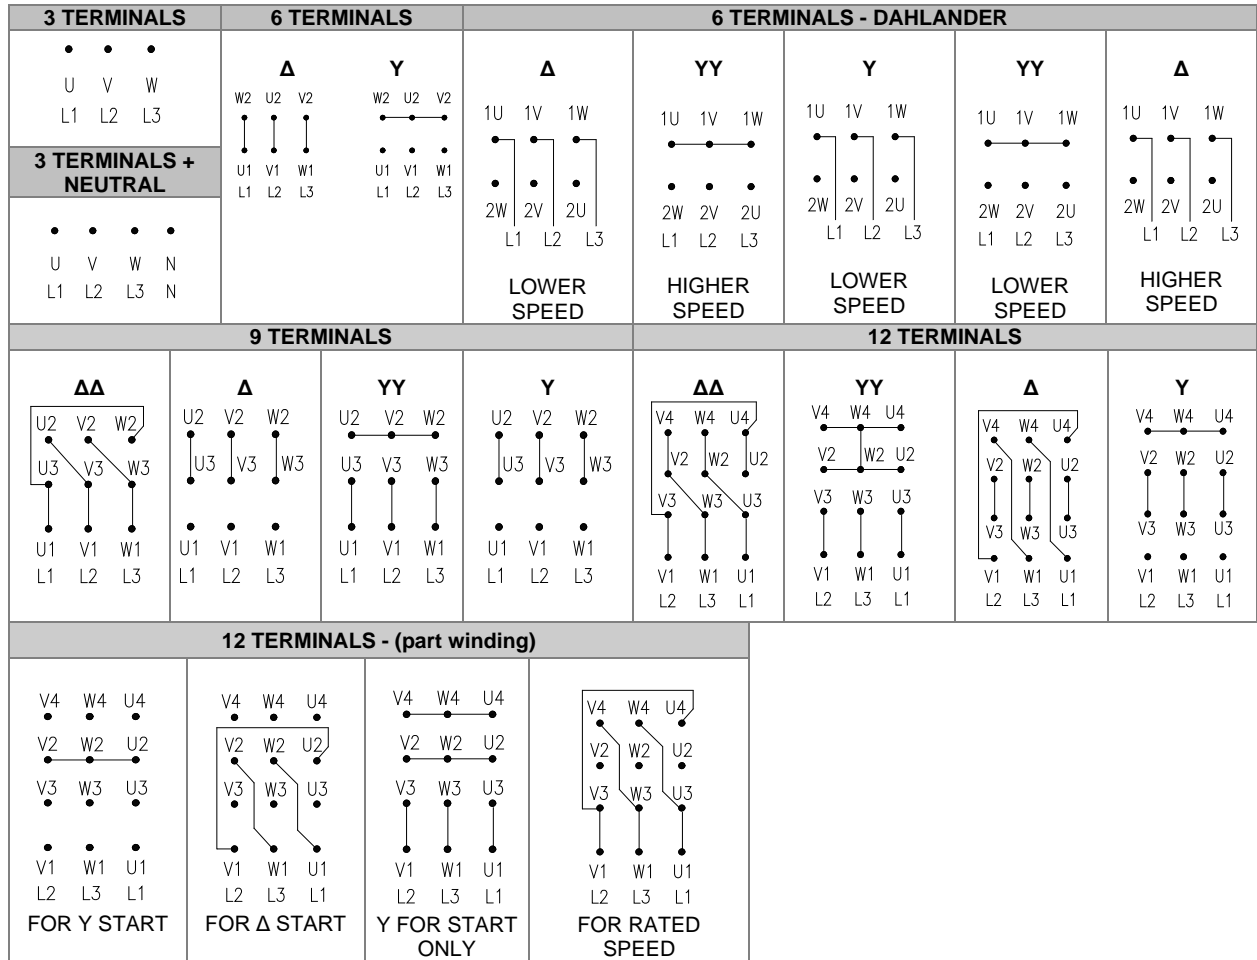 3 TERMINALS
U V W
L1 L2 L3
3 TERMINALS +
NEUTRAL
U V W N
L1 L2 L3 N
6 TERMINALS
Δ
W2 U2 V2
U1 V1 W1
L1 L2 L3
Y
W2 U2 V2
U1 V1 W1
L1 L2 L3
6 TERMINALS - DAHLANDER
Δ
1U 1V 1W
2W 2V 2U
L1 L2 L3
LOWER
SPEED
YY
1U 1V 1W
2W 2V 2U
L1 L2 L3
HIGHER
SPEED
Y
1U 1V 1W
2W 2V 2U
L1 L2 L3
LOWER
SPEED
YY
1U 1V 1W
2W 2V 2U
L1 L2 L3
LOWER
SPEED
Δ
1U 1V 1W
2W 2V 2U
L1 L2 L3
HIGHER
SPEED
9 TERMINALS
ΔΔ
U2 V2 W2
U3 V3 W3
U1 V1 W1
L1 L2 L3
Δ
U2 V2 W2
U3 V3 W3
U1 V1 W1
L1 L2 L3
YY
U2 V2 W2
U3 V3 W3
U1 V1 W1
L1 L2 L3
Y
U2 V2 W2
U3 V3 W3
U1 V1 W1
L1 L2 L3
12 TERMINALS
ΔΔ
V4 W4 U4
V2 W2 U2
V3 W3 U3
V1 W1 U1
L2 L3 L1
YY
V4 W4 U4
V2 W2 U2
V3 W3 U3
V1 W1 U1
L2 L3 L1
Δ
V4 W4 U4
V2 W2 U2
V3 W3 U3
V1 W1 U1
L2 L3 L1
Y
V4 W4 U4
V2 W2 U2
V3 W3 U3
V1 W1 U1
L2 L3 L1
12 TERMINALS - (part winding)
V4 W4 U4
V2 W2 U2
V3 W3 U3
V1 W1 U1
L2 L3 L1
FOR Y START
V4 W4 U4
V2 W2 U2
V3 W3 U3
V1 W1 U1
L2 L3 L1
FOR Δ START
V4 W4 U4
V2 W2 U2
V3 W3 U3
V1 W1 U1
L2 L3 L1
Y FOR START
ONLY
V4 W4 U4
V2 W2 U2
V3 W3 U3
V1 W1 U1
L2 L3 L1
FOR RATED
SPEED